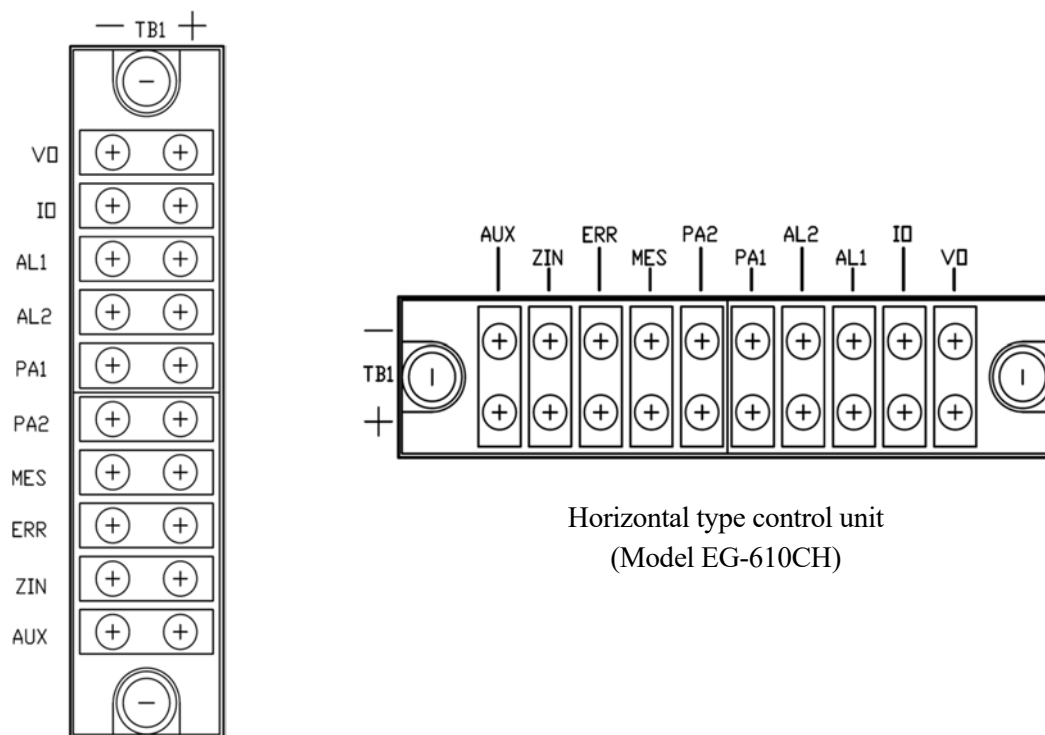 — TB1 +
VO
IO
AL1
AL2
PA1
PA2
MES
ERR
ZIN
AUX
AUX ERR PA2 AL2 IO
ZIN MES PA1 AL1 VO
—
TB1
+
Horizontal type control unit
(Model EG-610CH)